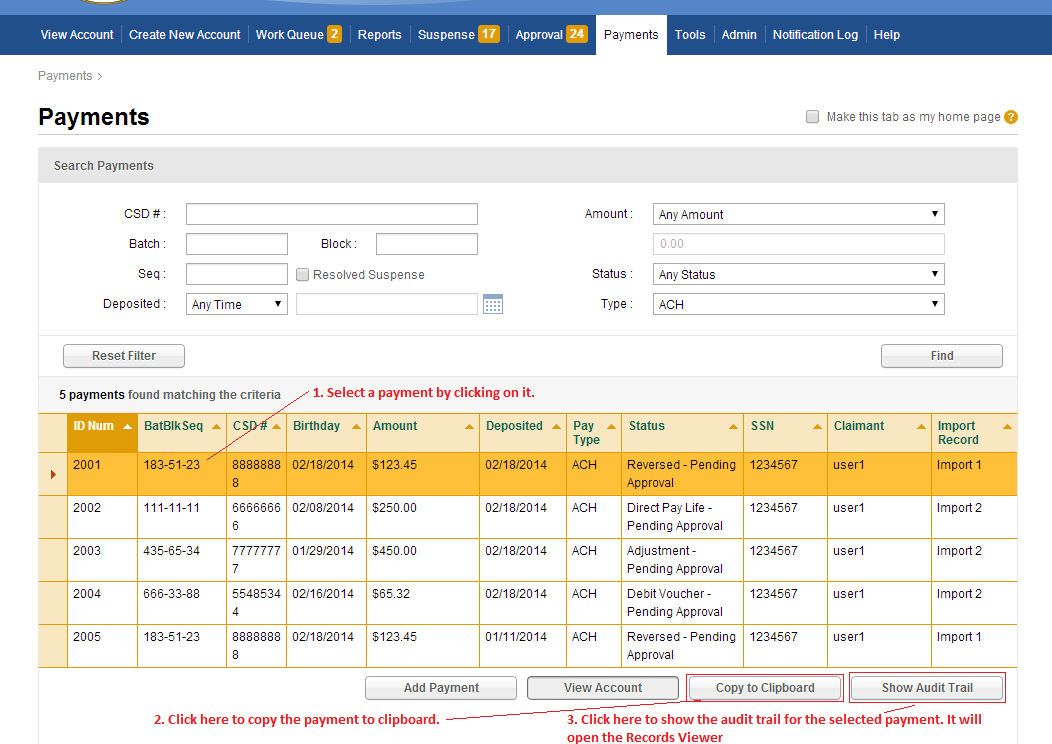 View Account Create New Account Work Queue 2 Reports Suspense 17 Approval 24 Payments Tools Admin Notification Log Help
Payments >
Payments
Make this tab as my home page ?
Search Payments
CSD # : Amount : Any Amount
Batch : Block : 0.00
Seq : Resolved Suspense Status : Any Status
Deposited : Any Time Type : ACH
Reset Filter Find
5 payments found matching the criteria
1. Select a payment by clicking on it.
ID Num BatBlkSeq CSD # Birthday Amount Deposited Pay Status SSN Claimant Import
Type Record
2001 183-51-23 8888888 02/18/2014 $123.45 02/18/2014 ACH Reversed - Pending 1234567 user1 Import 1
8 Approval
2002 111-11-11 6666666 02/08/2014 $250.00 02/18/2014 ACH Direct Pay Life - 1234567 user1 Import 2
6 Pending Approval
2003 435-65-34 7777777 01/29/2014 $450.00 02/18/2014 ACH Adjustment - 1234567 user1 Import 2
7 Pending Approval
2004 666-33-88 5548534 02/16/2014 $65.32 02/18/2014 ACH Debit Voucher - 1234567 user1 Import 2
4 Pending Approval
2005 183-51-23 8888888 02/18/2014 $123.45 01/11/2014 ACH Reversed - Pending 1234567 user1 Import 1
8 Approval
Add Payment View Account Copy to Clipboard Show Audit Trail
2. Click here to copy the payment to clipboard.
3. Click here to show the audit trail for the selected payment. It will
open the Records Viewer